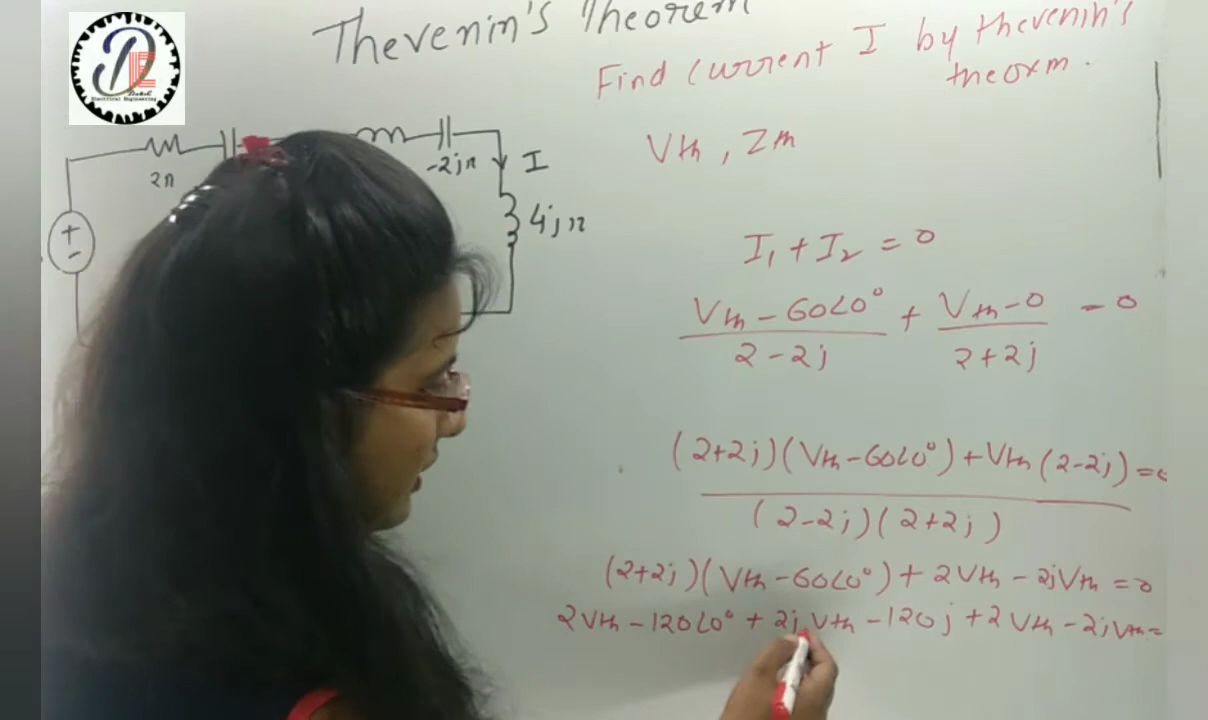 Thevenin's Theorem
Find Current I by thevenin's
theorm.
Electrical Engineering
2Ω
-2jΩ
I
4jΩ
+
-
Vth, Zth
I₁ + I₂ = 0
Vth - 60∠0° + Vth - 0 = 0
2 - 2j 2 + 2j
(2+2j)(Vth - 60∠0°) + Vth (2-2j) = 0
(2-2j)(2+2j)
(2+2j)(Vth - 60∠0°) + 2Vth - 2jVth = 0
2Vth - 120∠0° + 2jVth - 120j + 2Vth - 2jVth =